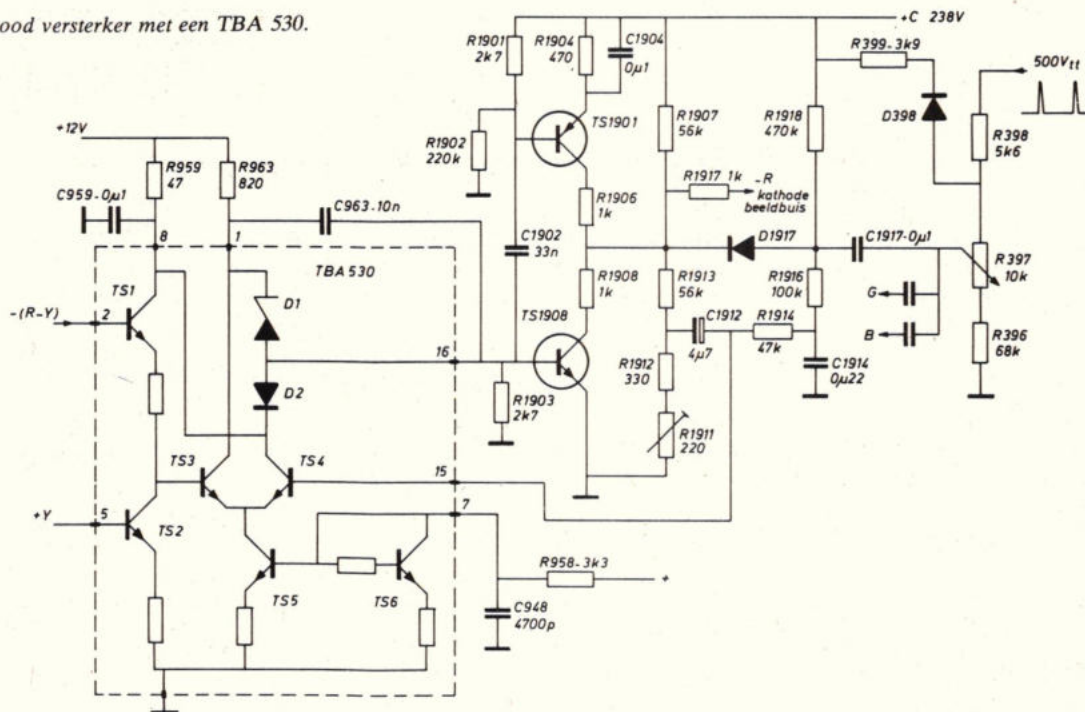 ood versterker met een TBA 530.
+C 238V
R1901
2k7
R1904
470
C1904
0µ1
R399-3k9
500Vtt
+12V
R1902
220k
TS1901
R1907
56k
R1918
470k
D398
R398
5k6
R959
47
R963
820
R1917 1k
-R
kathode
beeldbuis
C959-0µ1
C963-10n
R1906
1k
C1902
33n
D1917
C1917-0µ1
8
1
TBA 530
R1908
1k
R1913
56k
R1916
100k
R397
10k
TS1
D1
TS1908
C1912
4µ7
R1914
47k
G
B
-(R-Y)
2
16
D2
R1903
2k7
R1912
330
C1914
0µ22
R396
68k
R1911
220
TS3
TS4
15
+Y
5
TS2
7
R958-3k3
+
TS5
TS6
C948
4700p